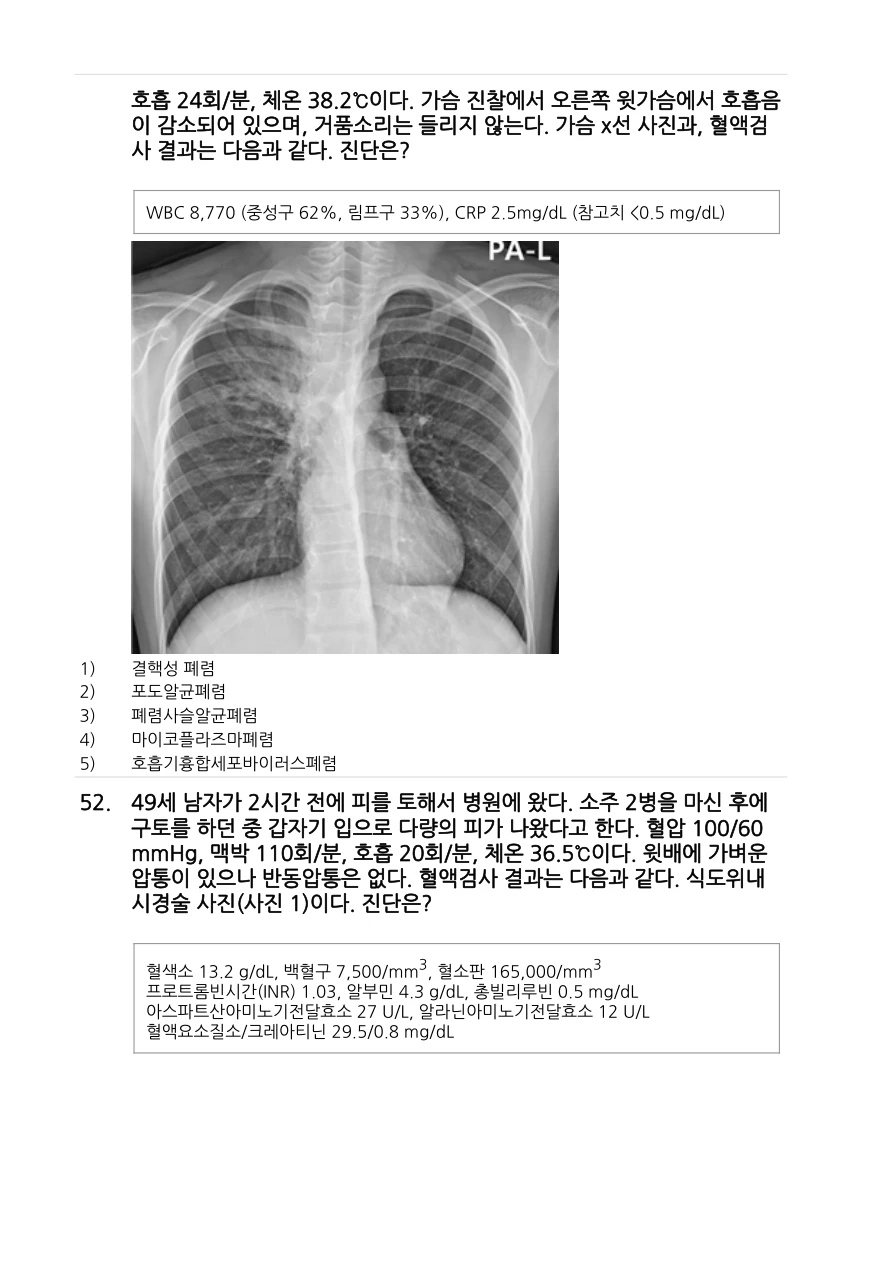 호흡 24회/분, 체온 38.2℃이다. 가슴 진찰에서 오른쪽 윗가슴에서 호흡음
이 감소되어 있으며, 거품소리는 들리지 않는다. 가슴 x선 사진과, 혈액검
사 결과는 다음과 같다. 진단은?
WBC 8,770 (중성구 62%, 림프구 33%), CRP 2.5mg/dL (참고치 <0.5 mg/dL)
PA-L
1) 결핵성 폐렴
2) 포도알균폐렴
3) 폐렴사슬알균폐렴
4) 마이코플라즈마폐렴
5) 호흡기흉합세포바이러스폐렴
52. 49세 남자가 2시간 전에 피를 토해서 병원에 왔다. 소주 2병을 마신 후에
구토를 하던 중 갑자기 입으로 다량의 피가 나왔다고 한다. 혈압 100/60
mmHg, 맥박 110회/분, 호흡 20회/분, 체온 36.5℃이다. 윗배에 가벼운
압통이 있으나 반동압통은 없다. 혈액검사 결과는 다음과 같다. 식도위내
시경술 사진(사진 1)이다. 진단은?
혈색소 13.2 g/dL, 백혈구 7,500/mm³, 혈소판 165,000/mm³
프로트롬빈시간(INR) 1.03, 알부민 4.3 g/dL, 총빌리루빈 0.5 mg/dL
아스파트산아미노기전달효소 27 U/L, 알라닌아미노기전달효소 12 U/L
혈액요소질소/크레아티닌 29.5/0.8 mg/dL